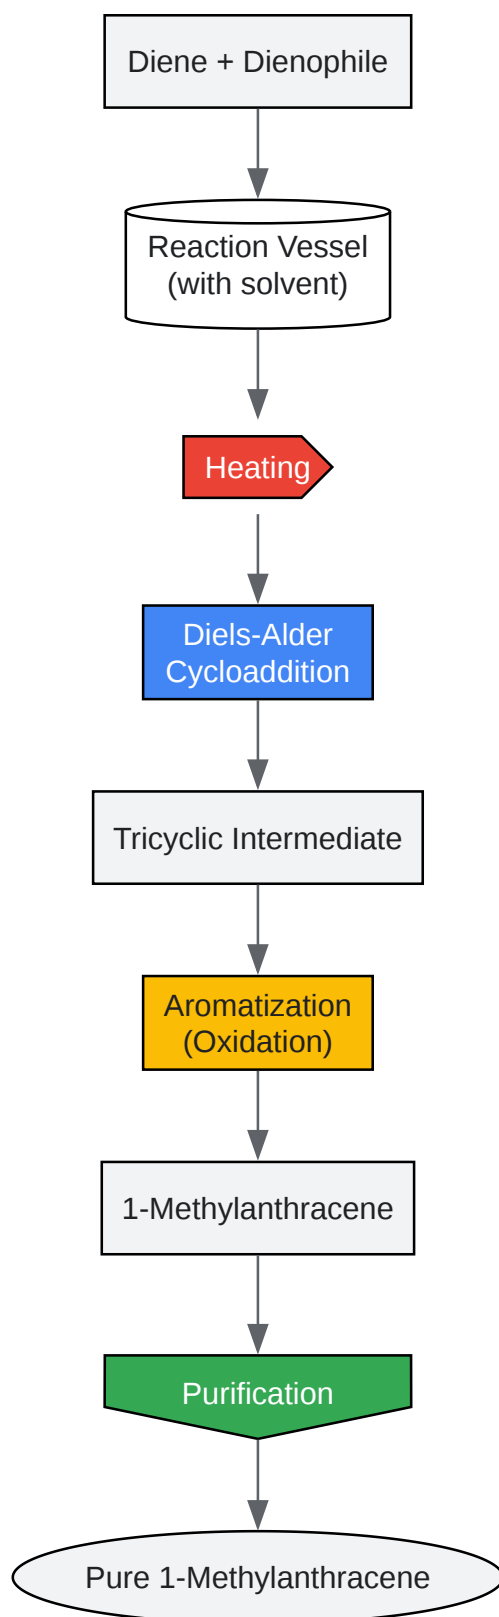 Diene + Dienophile
Reaction Vessel
(with solvent)
Heating
Diels-Alder
Cycloaddition
Tricyclic Intermediate
Aromatization
(Oxidation)
1-Methylanthracene
Purification
Pure 1-Methylanthracene